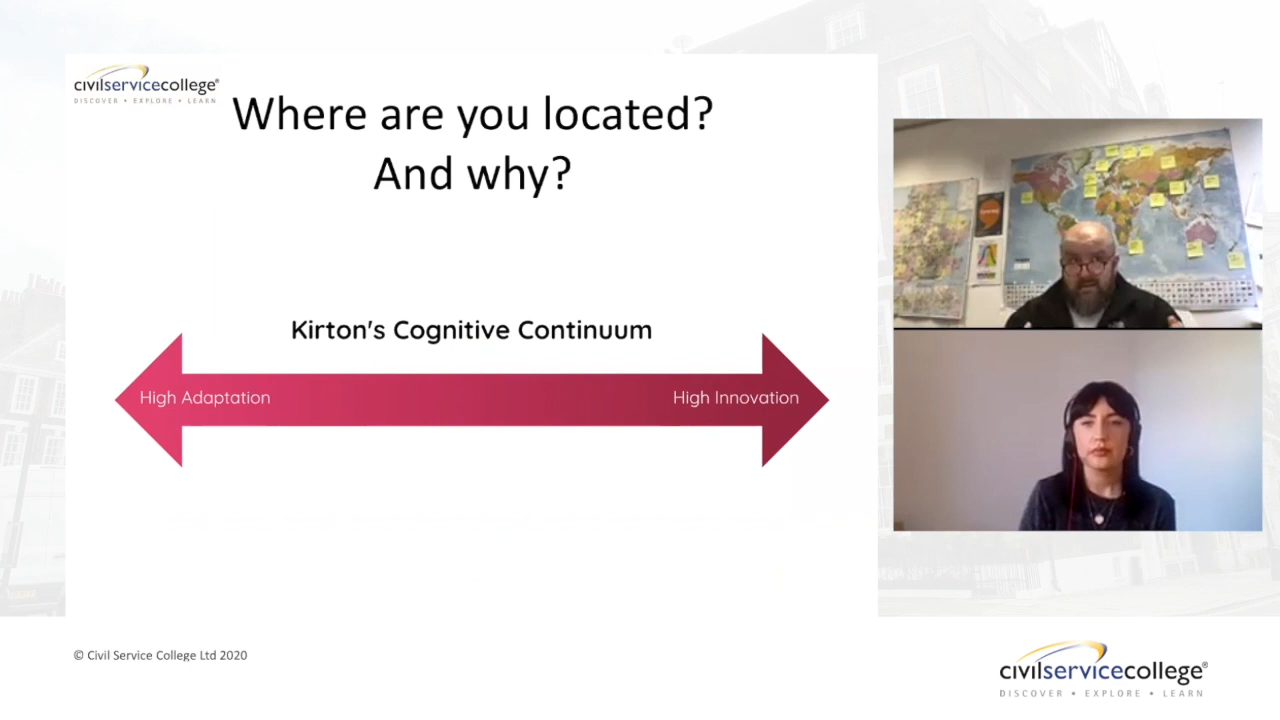 civilservicecollege®
DISCOVER • EXPLORE • LEARN
Where are you located?
And why?
Kirton's Cognitive Continuum
High Adaptation
High Innovation
© Civil Service College Ltd 2020
civilservicecollege®
DISCOVER • EXPLORE • LEARN